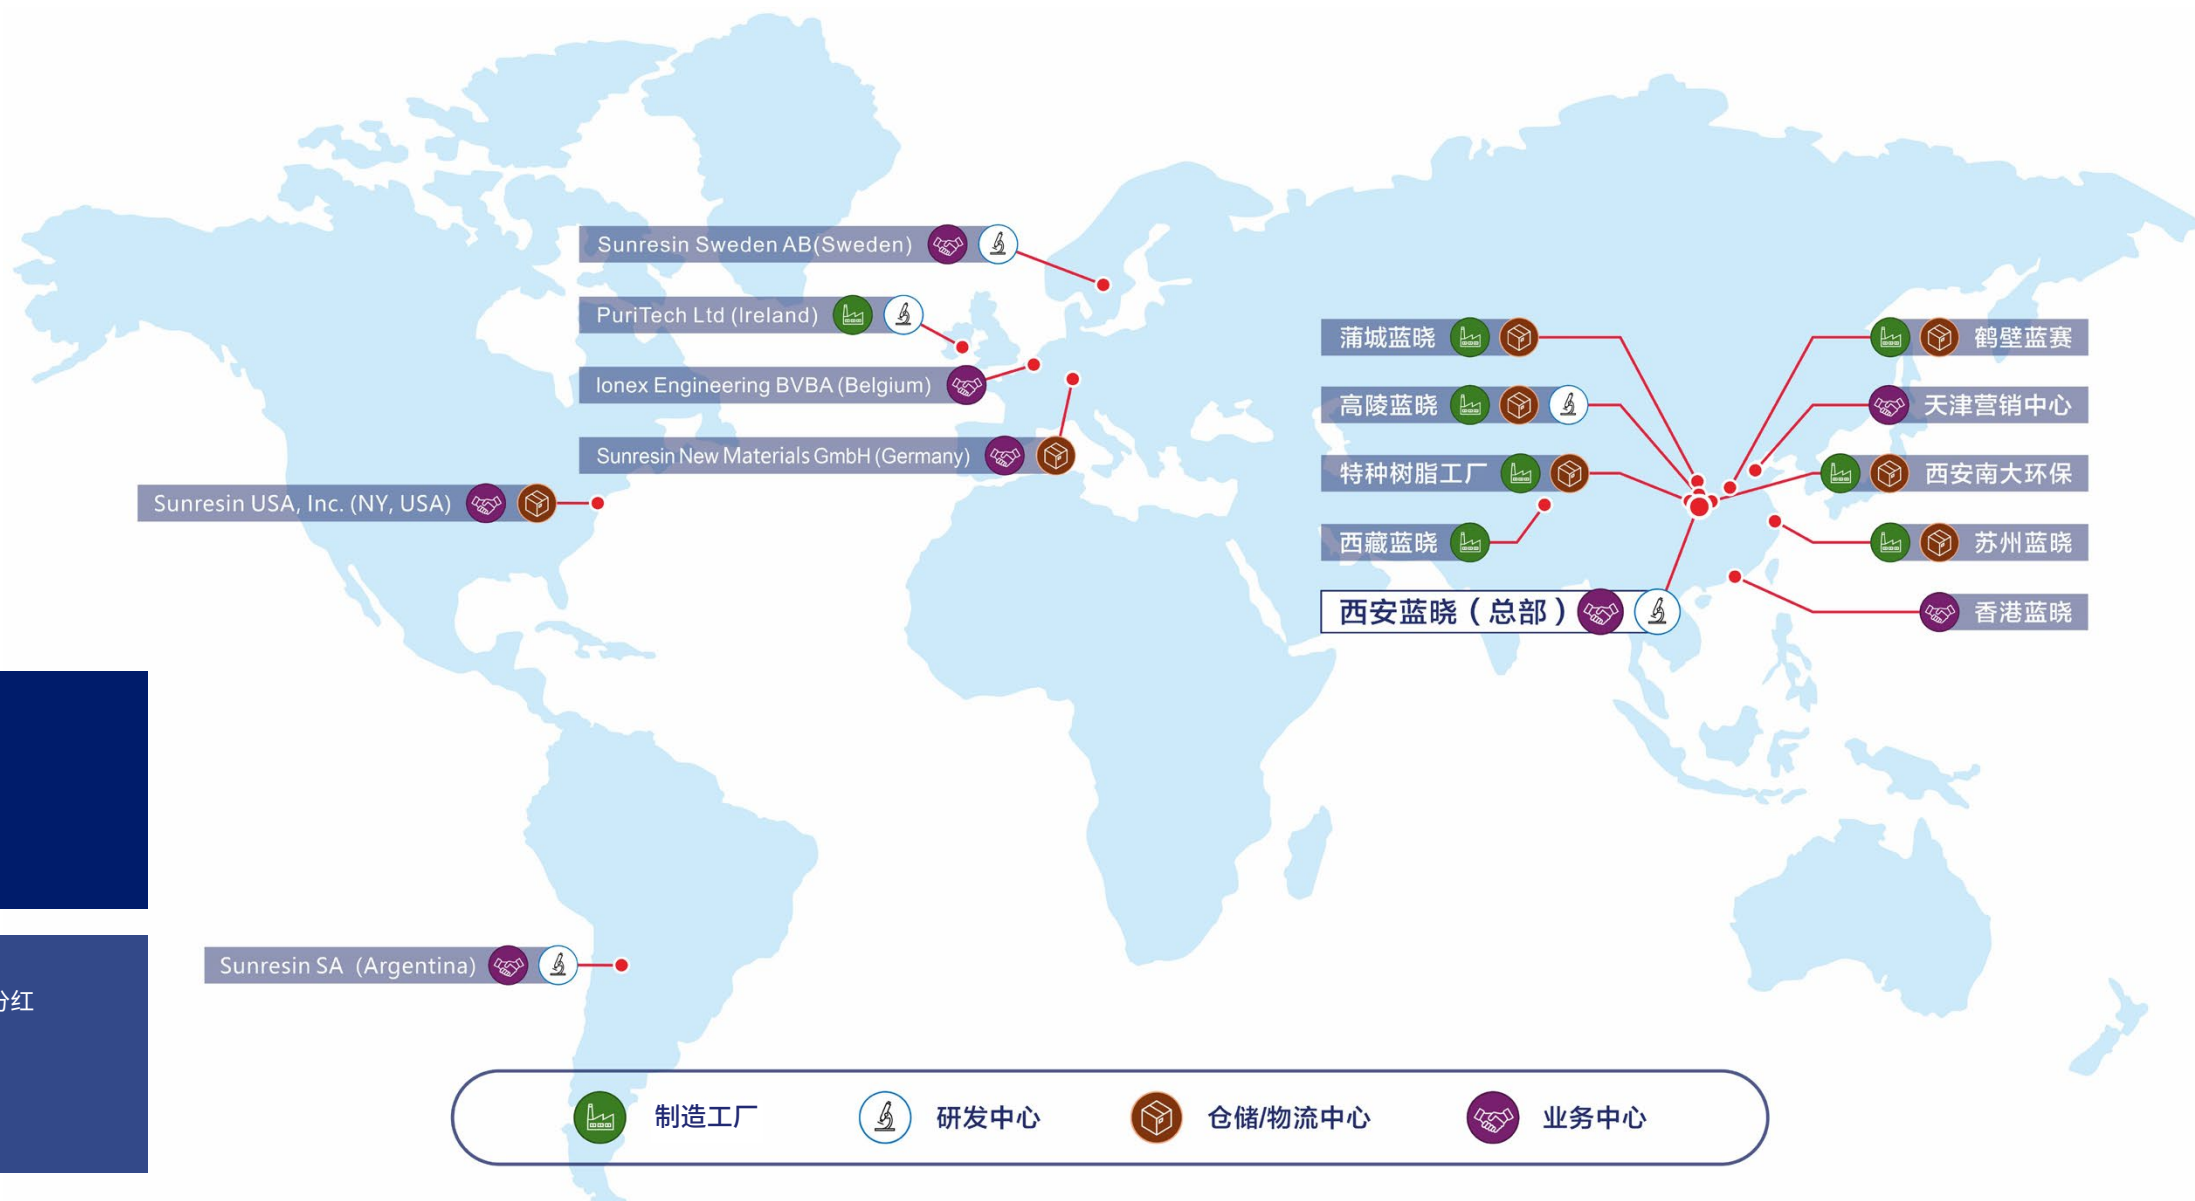 Sunresin Sweden AB(Sweden)
PuriTech Ltd (Ireland)
Ionex Engineering BVBA (Belgium)
Sunresin New Materials GmbH (Germany)
Sunresin USA, Inc. (NY, USA)
Sunresin SA (Argentina)
蒲城蓝晓
高陵蓝晓
特种树脂工厂
西藏蓝晓
西安蓝晓（总部）
鹤壁蓝赛
天津营销中心
西安南大环保
苏州蓝晓
香港蓝晓
分红
制造工厂
研发中心
仓储/物流中心
业务中心